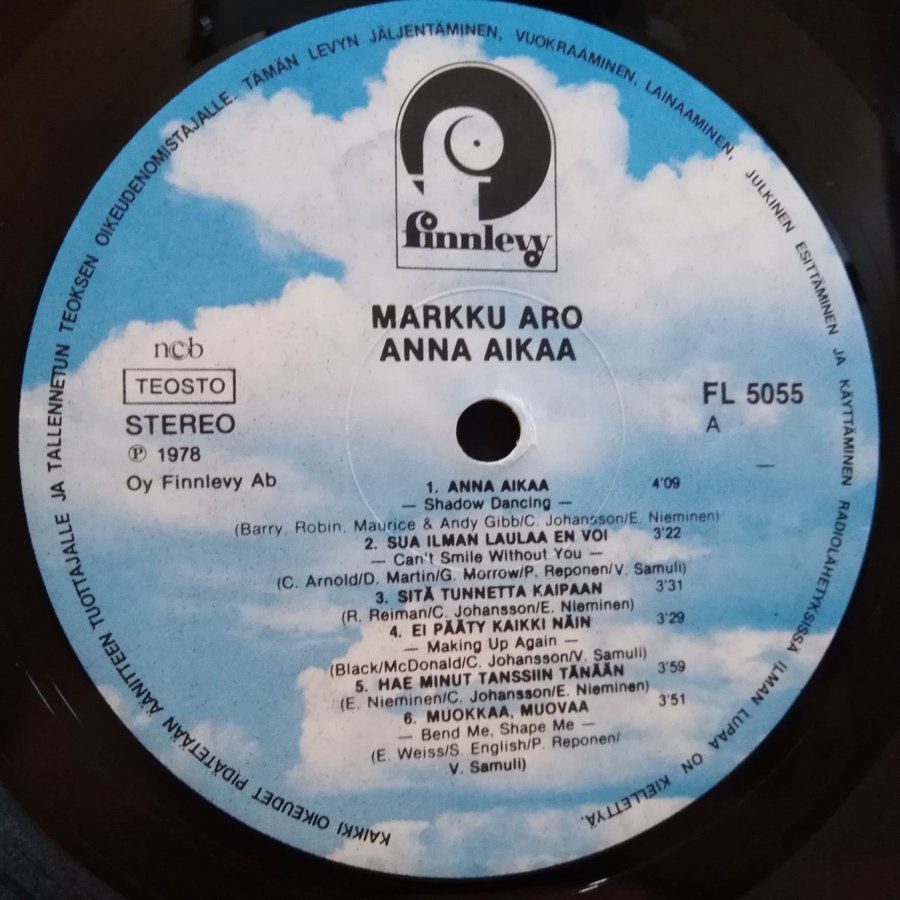 finnlevy
MARKKU ARO
ANNA AIKAA
ncb
TEOSTO
STEREO
℗ 1978
Oy Finnlevy Ab
FL 5055
A
1. ANNA AIKAA 4'09
— Shadow Dancing —
(Barry, Robin, Maurice & Andy Gibb/C. Johansson/E. Nieminen)
2. SUA ILMAN LAULAA EN VOI 3'22
— Can't Smile Without You —
(C. Arnold/D. Martin/G. Morrow/P. Reponen/V. Samuli)
3. SITÄ TUNNETTA KAIPAAN 3'31
(R. Reiman/C. Johansson/E. Nieminen)
4. EI PÄÄTY KAIKKI NÄIN 3'29
— Making Up Again —
(Black/McDonald/C. Johansson/V. Samuli)
5. HAE MINUT TANSSIIN TÄNÄÄN 3'59
(E. Nieminen/C. Johansson/E. Nieminen)
6. MUOKKAA, MUOVAA 3'51
— Bend Me, Shape Me —
(E. Weiss/S. English/P. Reponen/
V. Samuli)
KAIKKI OIKEUDET PIDÄTETÄÄN ÄÄNITTEEN TUOTTAJALLE JA TALLENNETUN TEOKSEN OIKEUDENOMISTAJALLE. TÄMÄN LEVYN JÄLJENTÄMINEN, VUOKRAAMINEN, LAINAAMINEN, JULKINEN ESITTÄMINEN JA KÄYTTÄMINEN RADIOLÄHETYKSISSÄ ILMAN LUPAA ON KIELLETTYÄ.